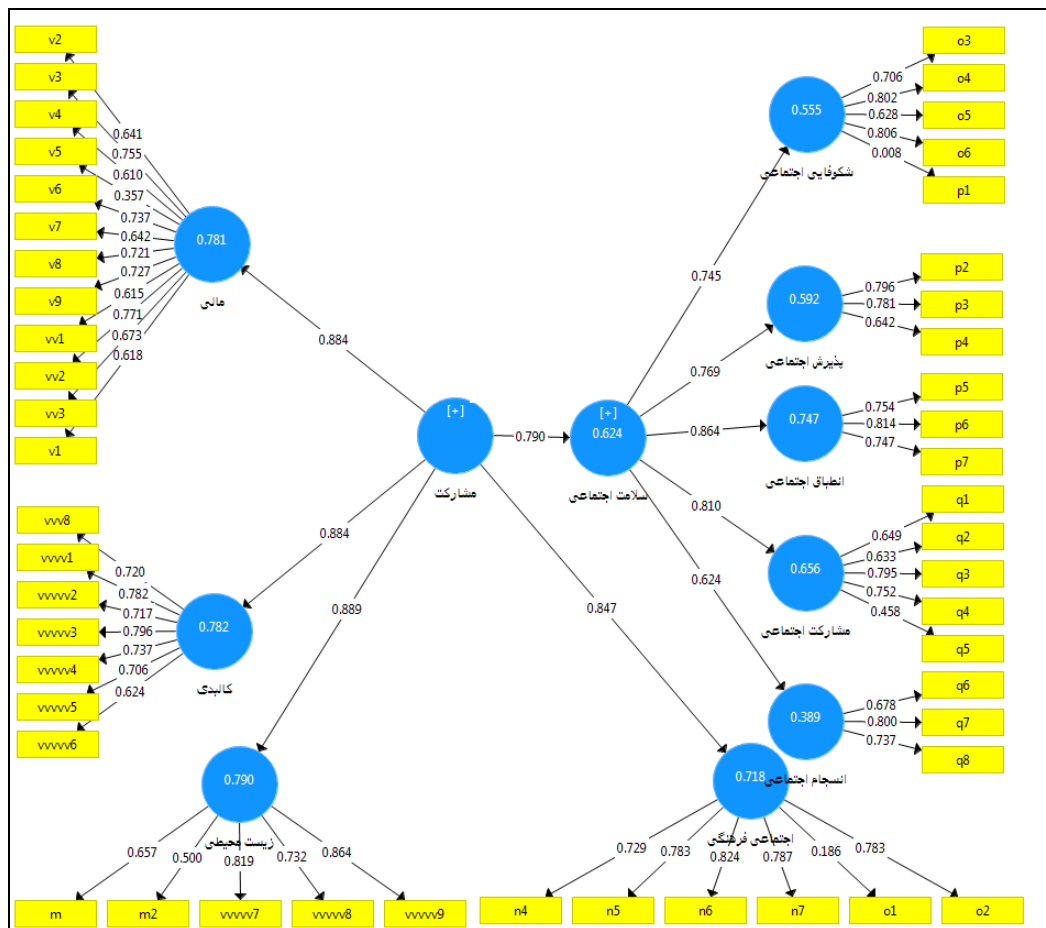 v2
v3
v4
v5
v6
v7
v8
v9
vv1
vv2
vv3
v1
0.641
0.755
0.610
0.357
0.737
0.642
0.721
0.727
0.615
0.771
0.673
0.618
0.781
مالی
0.884
[+]
مشارکت
0.790
[+]
0.624
سلامت اجتماعی
0.745
0.769
0.864
0.810
0.624
0.555
شکوفایی اجتماعی
0.706
0.802
0.628
0.806
0.008
o3
o4
o5
o6
p1
0.592
پذیرش اجتماعی
0.796
0.781
0.642
p2
p3
p4
0.747
انطباق اجتماعی
0.754
0.814
0.747
p5
p6
p7
0.656
مشارکت اجتماعی
0.649
0.633
0.795
0.752
0.458
q1
q2
q3
q4
q5
0.389
انسجام اجتماعی
0.678
0.800
0.737
q6
q7
q8
0.884
vvv8
vvvv1
vvvvv2
vvvvv3
vvvvv4
vvvvv5
vvvvv6
0.720
0.782
0.717
0.796
0.737
0.706
0.624
0.782
کالبدی
0.889
0.790
زیست محیطی
0.657
0.500
0.819
0.732
0.864
m
m2
vvvvv7
vvvvv8
vvvvv9
0.847
0.718
اجتماعی فرهنگی
0.729
0.783
0.824
0.787
0.186
0.783
n4
n5
n6
n7
o1
o2